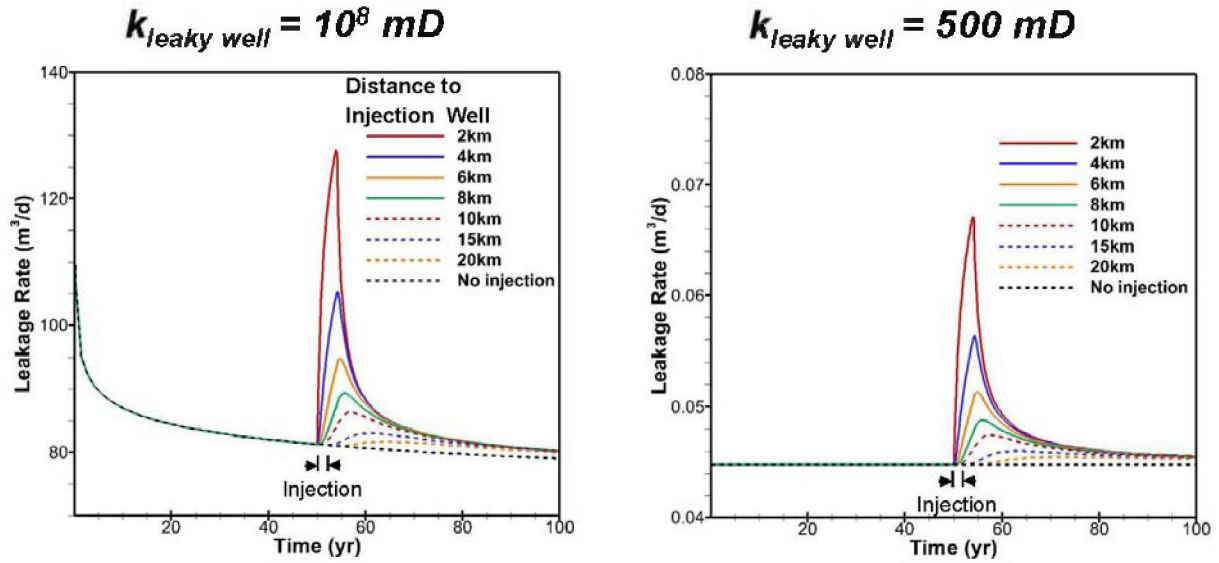 k leaky well = 10⁸ mD
140
120
100
80
Leakage Rate (m³/d)
Distance to
Injection Well
2km
4km
6km
8km
10km
15km
20km
No injection
Injection
20
40
60
80
100
Time (yr)
k leaky well = 500 mD
0.08
0.07
0.06
0.05
0.04
Leakage Rate (m³/d)
2km
4km
6km
8km
10km
15km
20km
No injection
Injection
20
40
60
80
100
Time (yr)